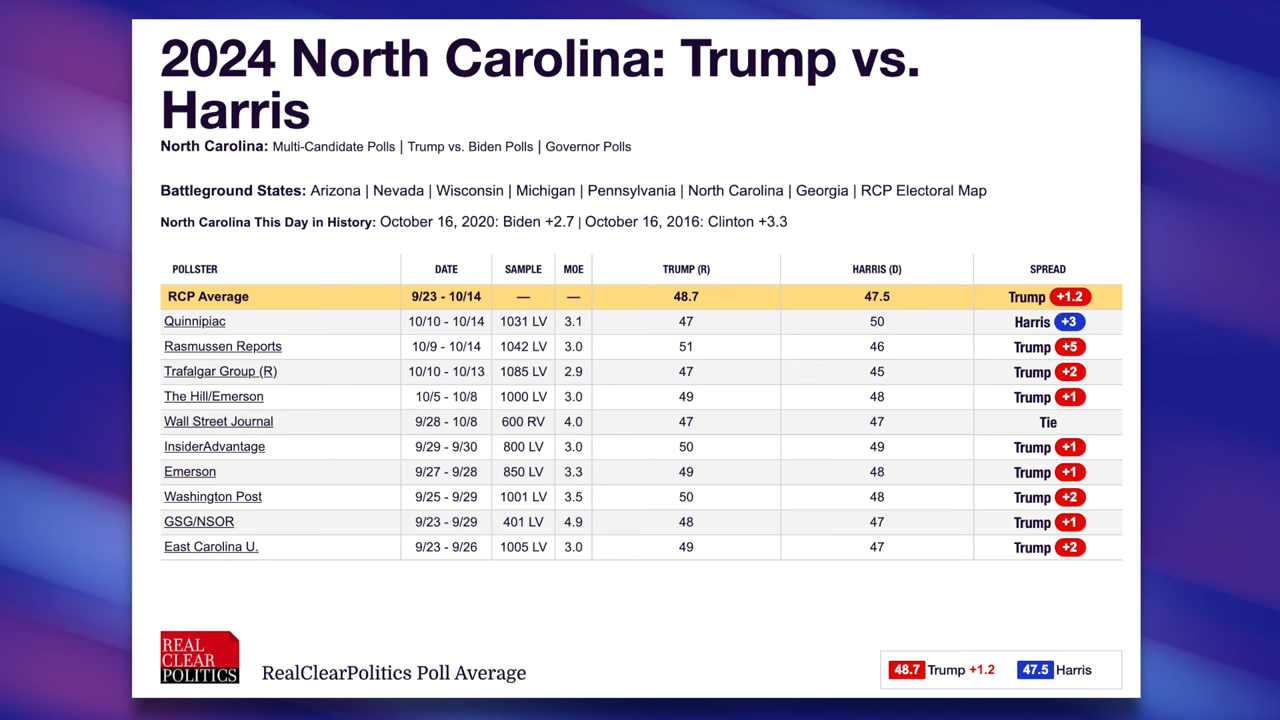 2024 North Carolina: Trump vs.
Harris
North Carolina: Multi-Candidate Polls | Trump vs. Biden Polls | Governor Polls
Battleground States: Arizona | Nevada | Wisconsin | Michigan | Pennsylvania | North Carolina | Georgia | RCP Electoral Map
North Carolina This Day in History: October 16, 2020: Biden +2.7 | October 16, 2016: Clinton +3.3
POLLSTER DATE SAMPLE MOE TRUMP (R) HARRIS (D) SPREAD
RCP Average 9/23 - 10/14 — — 48.7 47.5 Trump +1.2
Quinnipiac 10/10 - 10/14 1031 LV 3.1 47 50 Harris +3
Rasmussen Reports 10/9 - 10/14 1042 LV 3.0 51 46 Trump +5
Trafalgar Group (R) 10/10 - 10/13 1085 LV 2.9 47 45 Trump +2
The Hill/Emerson 10/5 - 10/8 1000 LV 3.0 49 48 Trump +1
Wall Street Journal 9/28 - 10/8 600 RV 4.0 47 47 Tie
InsiderAdvantage 9/29 - 9/30 800 LV 3.0 50 49 Trump +1
Emerson 9/27 - 9/28 850 LV 3.3 49 48 Trump +1
Washington Post 9/25 - 9/29 1001 LV 3.5 50 48 Trump +2
GSG/NSOR 9/23 - 9/29 401 LV 4.9 48 47 Trump +1
East Carolina U. 9/23 - 9/26 1005 LV 3.0 49 47 Trump +2
REAL
CLEAR
POLITICS
RealClearPolitics Poll Average
48.7 Trump +1.2 47.5 Harris